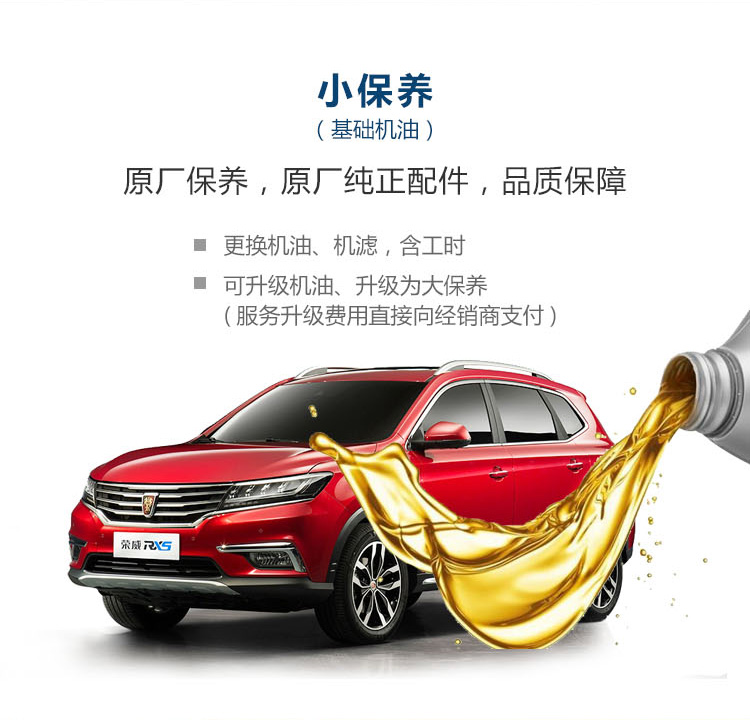 小保养
（基础机油）
原厂保养，原厂纯正配件，品质保障
更换机油、机滤，含工时
可升级机油、升级为大保养
（服务升级费用直接向经销商支付）
荣威 RX5